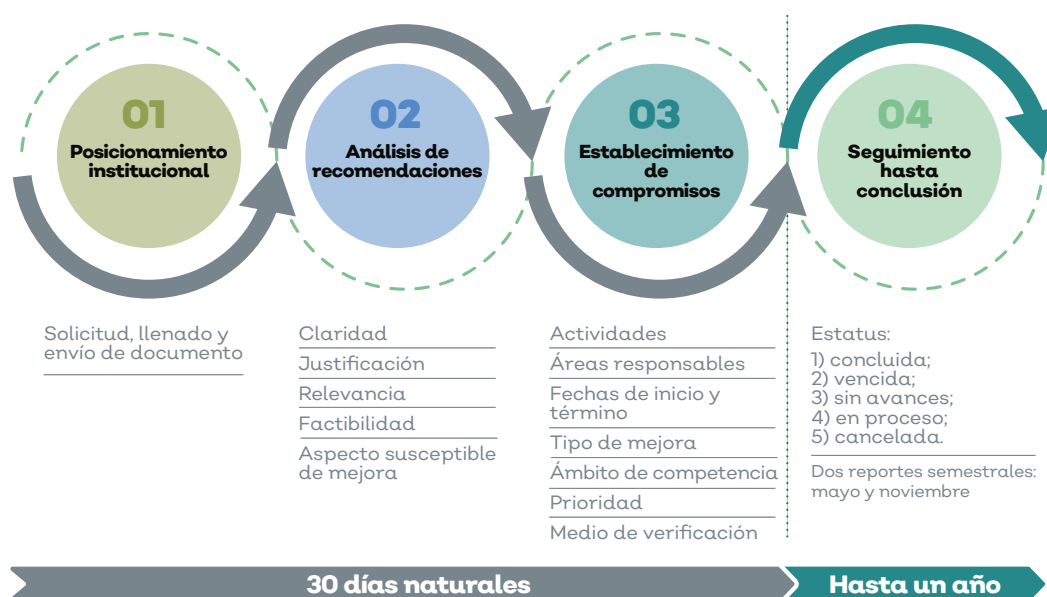 01
Posicionamiento
institucional
Solicitud, llenado y
envío de documento
02
Análisis de
recomendaciones
Claridad
Justificación
Relevancia
Factibilidad
Aspecto susceptible
de mejora
03
Establecimiento
de
compromisos
Actividades
Áreas responsables
Fechas de inicio y
término
Tipo de mejora
Ámbito de competencia
Prioridad
Medio de verificación
04
Seguimiento
hasta
conclusión
Estatus:
1) concluida;
2) vencida;
3) sin avances;
4) en proceso;
5) cancelada.
Dos reportes semestrales:
mayo y noviembre
30 días naturales
Hasta un año